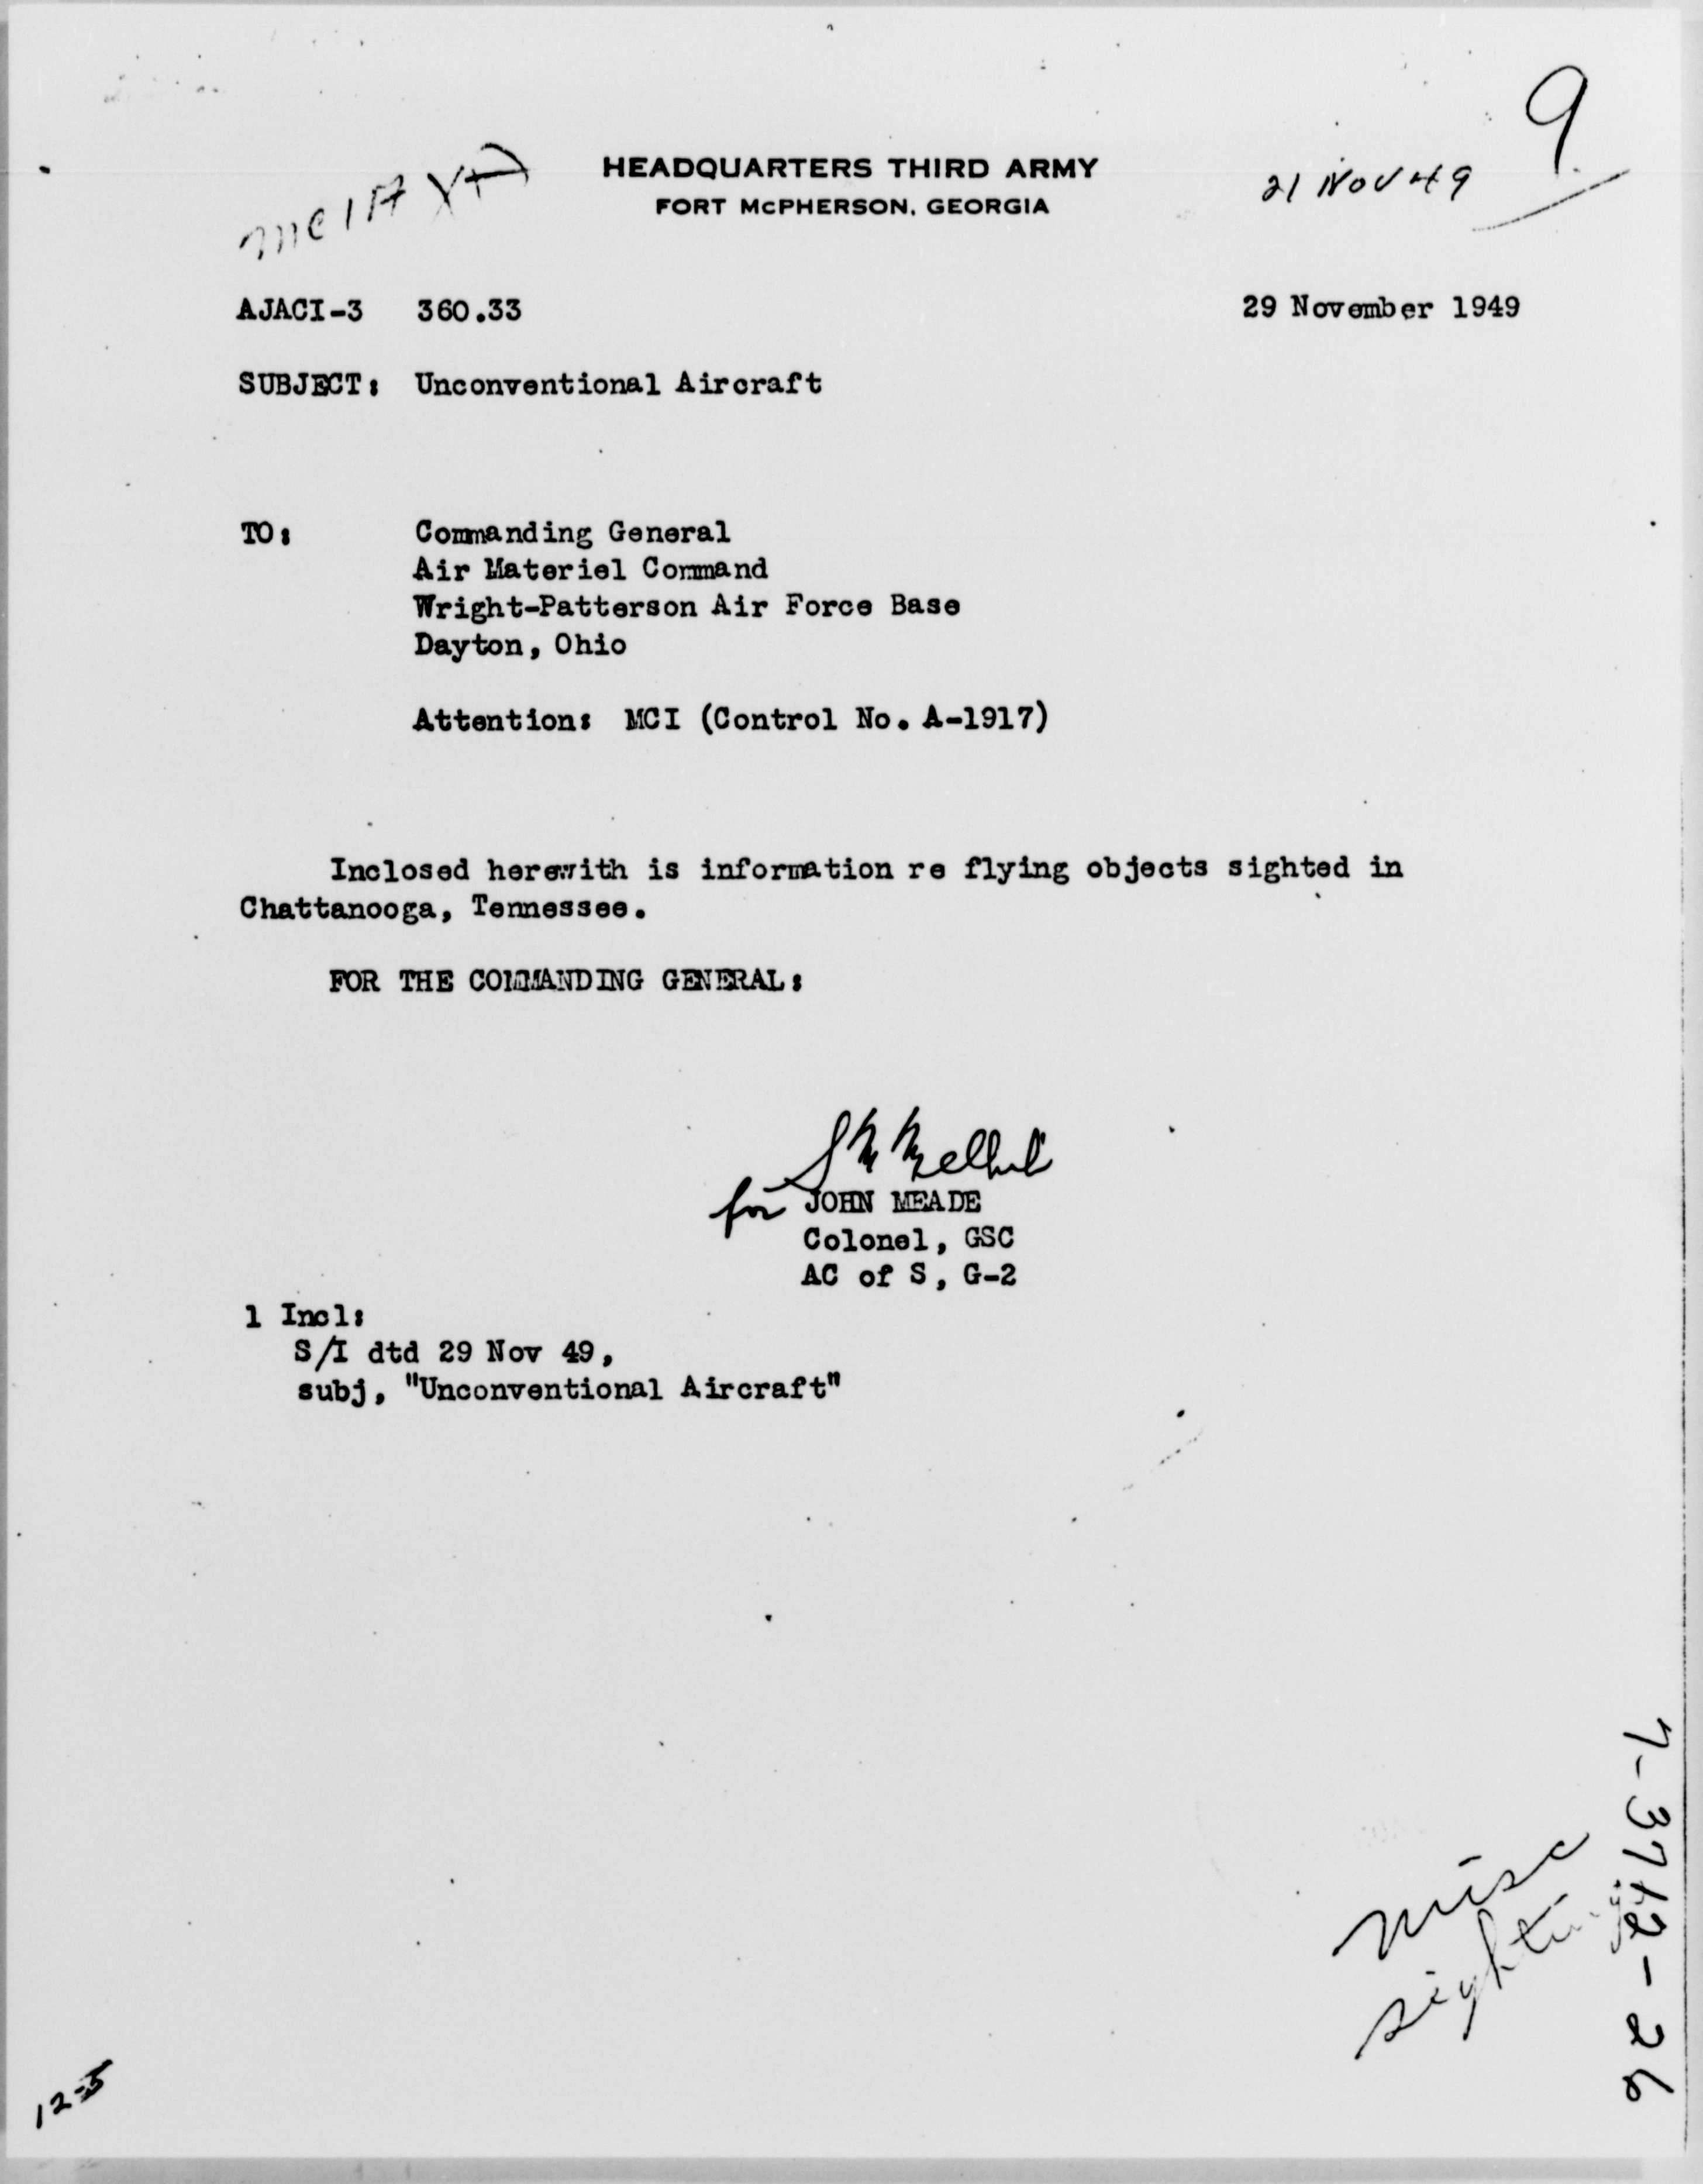 9
21 NOV 49
HEADQUARTERS THIRD ARMY
FORT McPHERSON, GEORGIA
AJACI-3 360.33
29 November 1949
SUBJECT: Unconventional Aircraft
TO: Commanding General
Air Materiel Command
Wright-Patterson Air Force Base
Dayton, Ohio
Attention: MCI (Control No. A-1917)
Inclosed herewith is information re flying objects sighted in
Chattanooga, Tennessee.
FOR THE COMMANDING GENERAL:
for JOHN MEADE
Colonel, GSC
AC of S, G-2
1 Incl:
S/I dtd 29 Nov 49,
subj, "Unconventional Aircraft"
misc
12-5